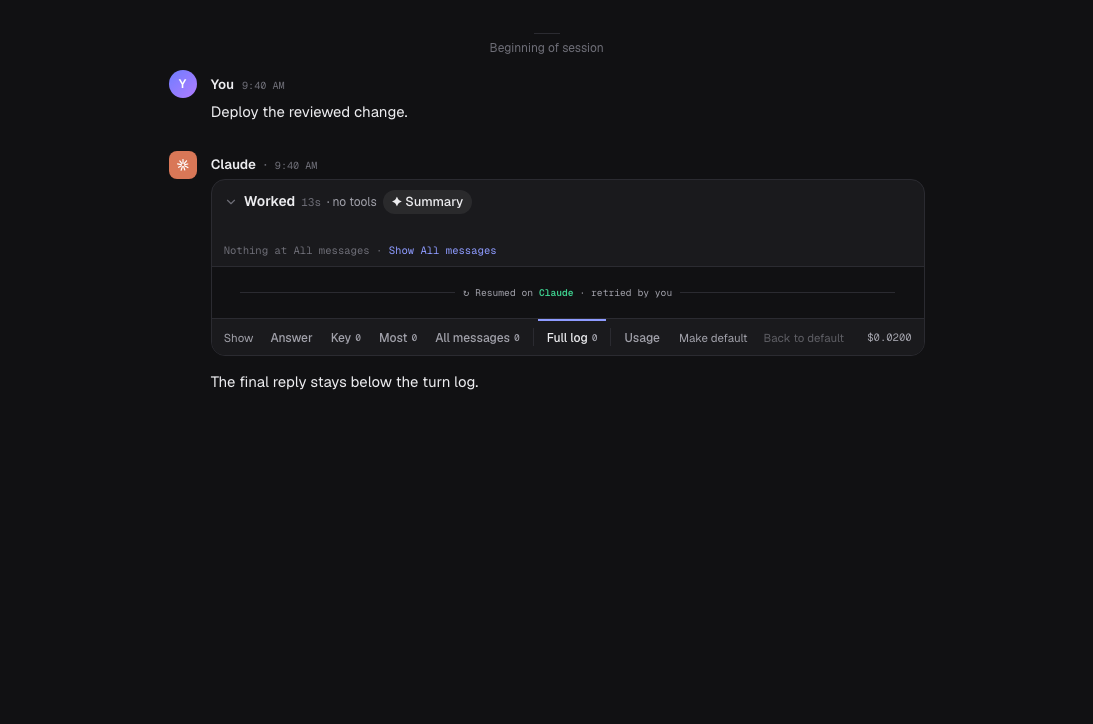 Beginning of session
Y You 9:40 AM
Deploy the reviewed change.
Claude · 9:40 AM
Worked 13s · no tools ✦ Summary
Nothing at All messages · Show All messages
↻ Resumed on Claude · retried by you
Show Answer Key 0 Most 0 All messages 0 Full log 0 Usage Make default Back to default $0.0200
The final reply stays below the turn log.